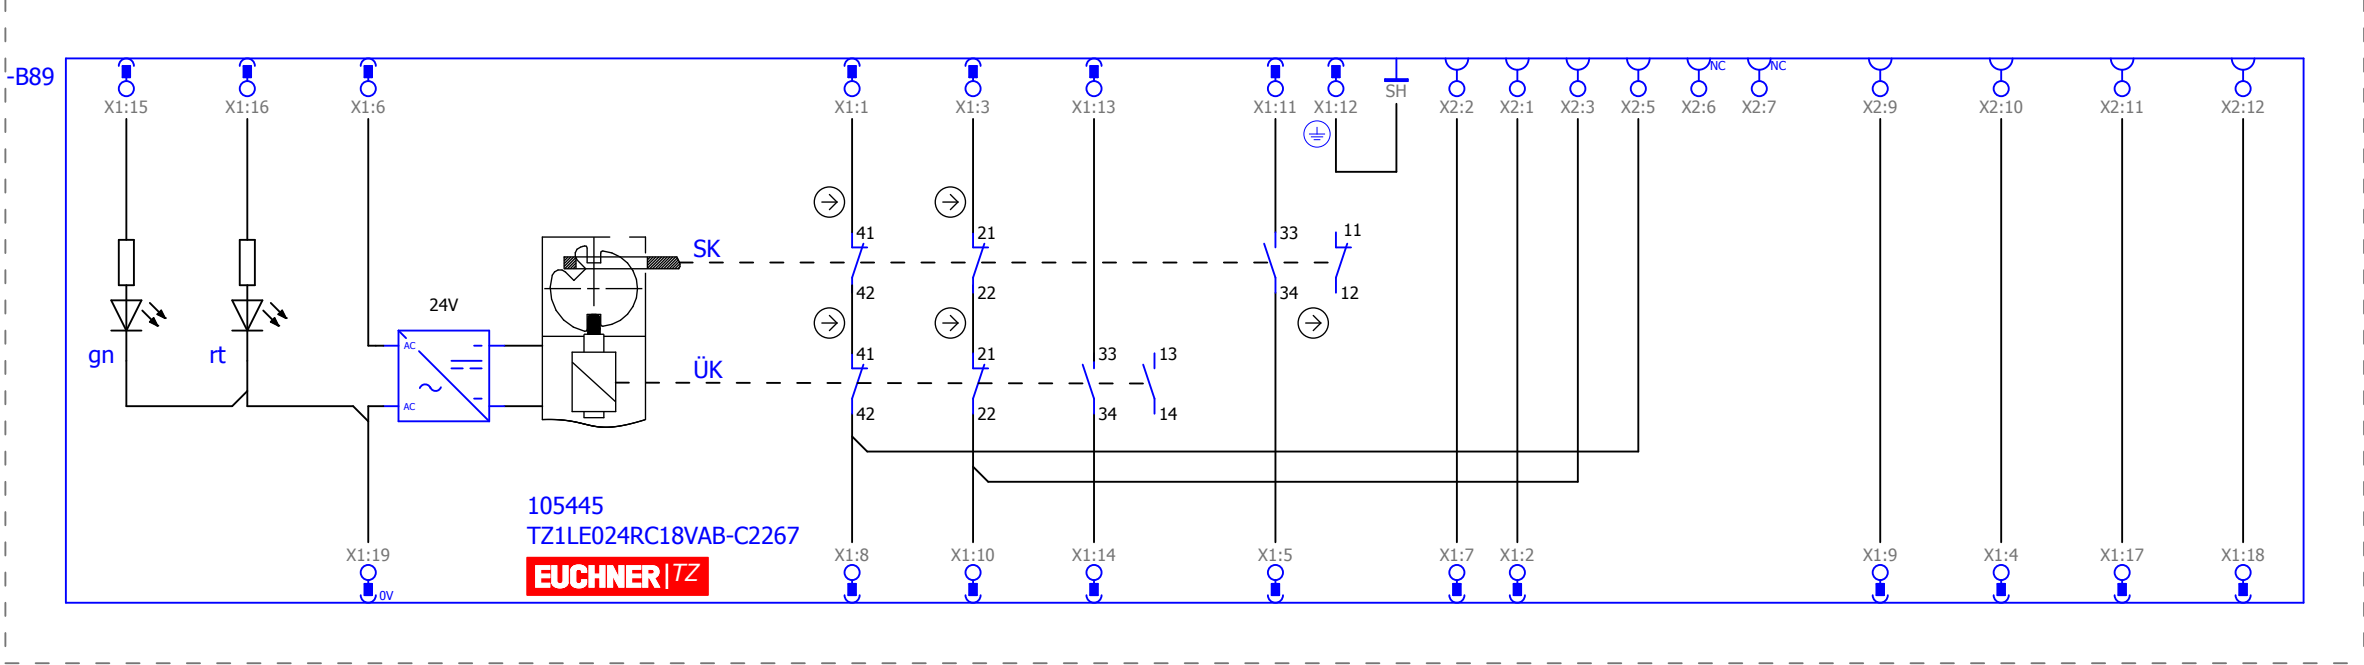 -B89
X1:15 X1:16 X1:6 X1:1 X1:3 X1:13 X1:11 X1:12 SH X2:2 X2:1 X2:3 X2:5 NC X2:6 NC X2:7 X2:9 X2:10 X2:11 X2:12
SK 41 21 33 11
42 22 34 12
24V
gn rt AC
ÜK 41 21 33 13
AC 42 22 34 14
105445
TZ1LE024RC18VAB-C2267
X1:19 X1:8 X1:10 X1:14 X1:5 X1:7 X1:2 X1:9 X1:4 X1:17 X1:18
EUCHNER TZ
0V